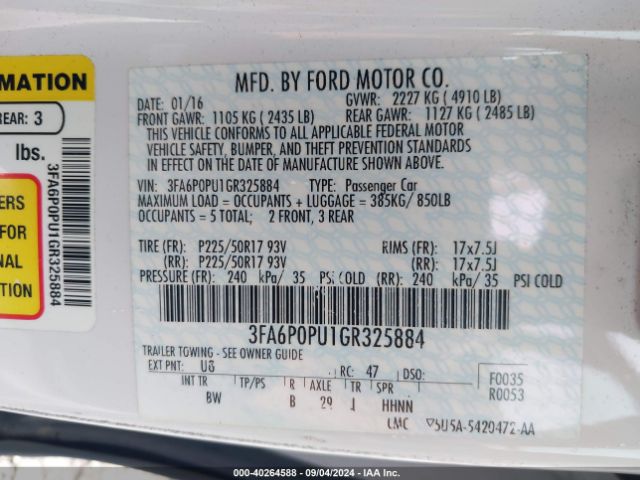 RMATION
REAR: 3
lbs.
3FA6P0PU1GR325884
ERS
FOR
NAL
TION
MFD. BY FORD MOTOR CO.
DATE: 01/16 GVWR: 2227 KG ( 4910 LB)
FRONT GAWR: 1105 KG ( 2435 LB) REAR GAWR: 1127 KG ( 2485 LB)
THIS VEHICLE CONFORMS TO ALL APPLICABLE FEDERAL MOTOR
VEHICLE SAFETY, BUMPER, AND THEFT PREVENTION STANDARDS
IN EFFECT ON THE DATE OF MANUFACTURE SHOWN ABOVE.
VIN: 3FA6P0PU1GR325884 TYPE: Passenger Car
MAXIMUM LOAD = OCCUPANTS + LUGGAGE = 385KG/ 850LB
OCCUPANTS = 5 TOTAL; 2 FRONT, 3 REAR
TIRE (FR): P225/50R17 93V RIMS (FR): 17x7.5J
(RR): P225/50R17 93V (RR): 17x7.5J
PRESSURE (FR): 240 kPa/ 35 PSI COLD (RR): 240 kPa/ 35 PSI COLD
3FA6P0PU1GR325884
TRAILER TOWING - SEE OWNER GUIDE
EXT PNT: UG RC: 47 DSO: F0035
INT TR TP/PS R AXLE TR SPR R0053
BW B 29 J HHNN
LMC 5U5A-5420472-AA
000-40264588 - 09/04/2024 - IAA Inc.